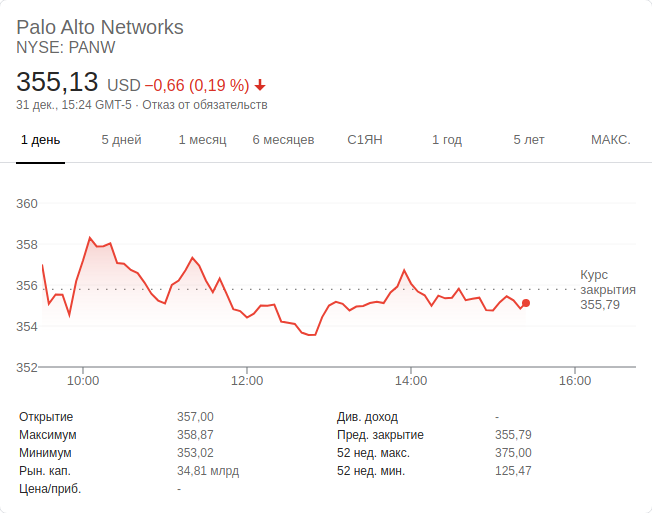 Palo Alto Networks
NYSE: PANW
355,13 USD −0,66 (0,19 %)
31 дек., 15:24 GMT-5 · Отказ от обязательств
1 день 5 дней 1 месяц 6 месяцев С1ЯН 1 год 5 лет МАКС.
360
358
356
354
352
Курс
закрытия
355,79
10:00 12:00 14:00 16:00
Открытие 357,00
Максимум 358,87
Минимум 353,02
Рын. кап. 34,81 млрд
Цена/приб. -
Див. доход -
Пред. закрытие 355,79
52 нед. макс. 375,00
52 нед. мин. 125,47